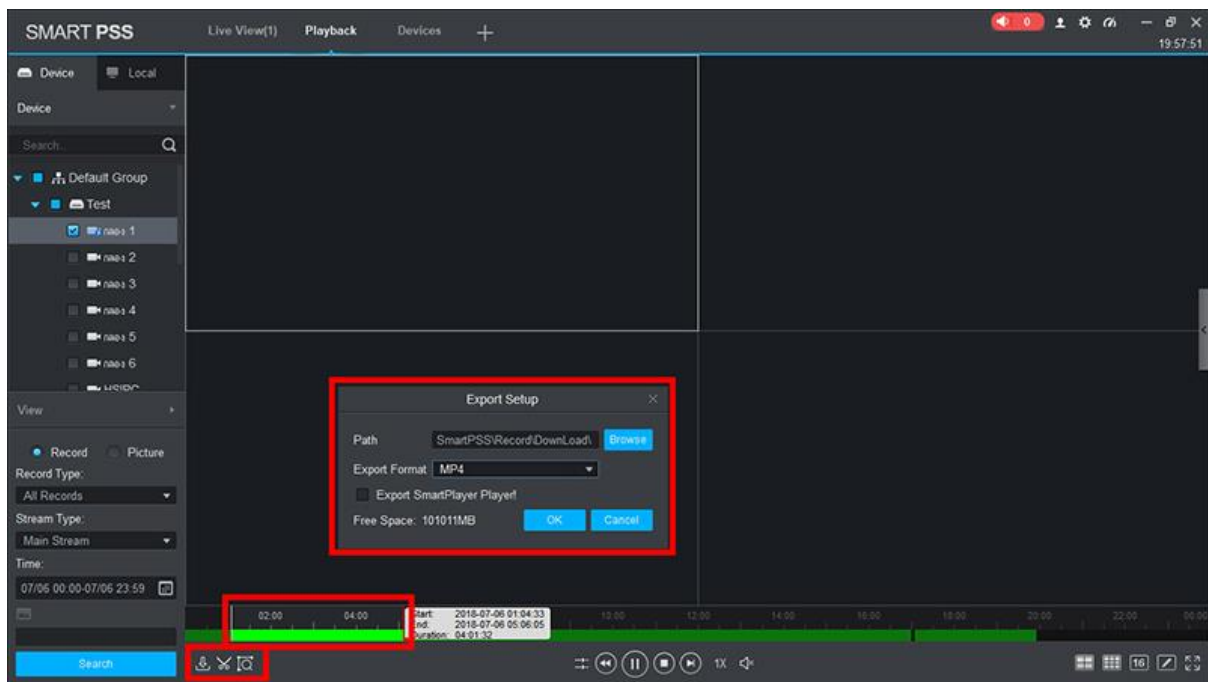 SMART PSS
Live View(1) Playback Devices +
0
19:57:51
Device Local
Device
Search..
Default Group
Test
1
2
3
4
5
6
View
Record Picture
Record Type:
All Records
Stream Type:
Main Stream
Time:
07/06 00:00-07/06 23:59
Search
Export Setup
Path SmartPSS\Record\DownLoad\ Browse
Export Format MP4
Export SmartPlayer Player!
Free Space: 101011MB OK Cancel
02:00 04:00 10:00 12:00 14:00 16:00 18:00 20:00 22:00 00:00
Start: 2018-07-06 01:04:33
End: 2018-07-06 05:06:05
Duration: 04:01:32
1X
16